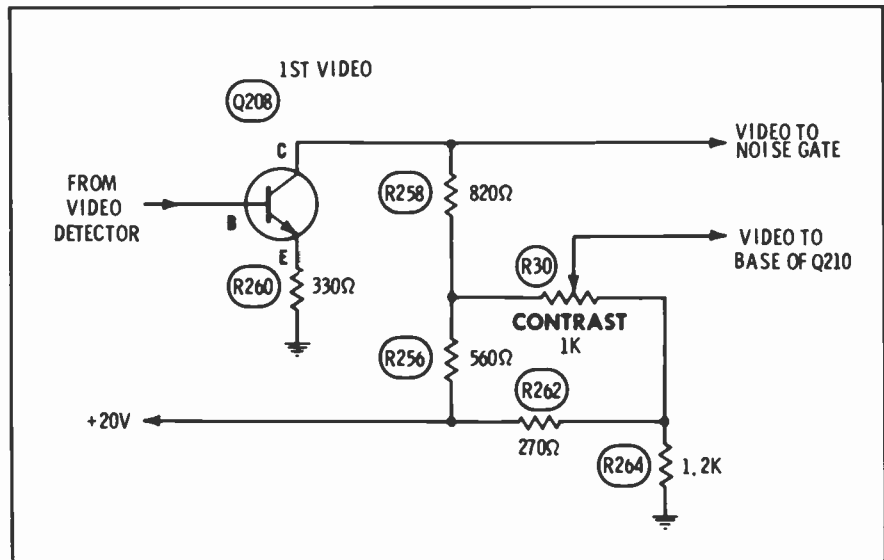 1ST VIDEO
Q208
C
VIDEO TO
NOISE GATE
FROM
VIDEO
DETECTOR
R258
820Ω
B
VIDEO TO
BASE OF Q210
E
R30
R260
330Ω
CONTRAST
1K
R256
560Ω
R262
+20V
270Ω
R264
1.2K